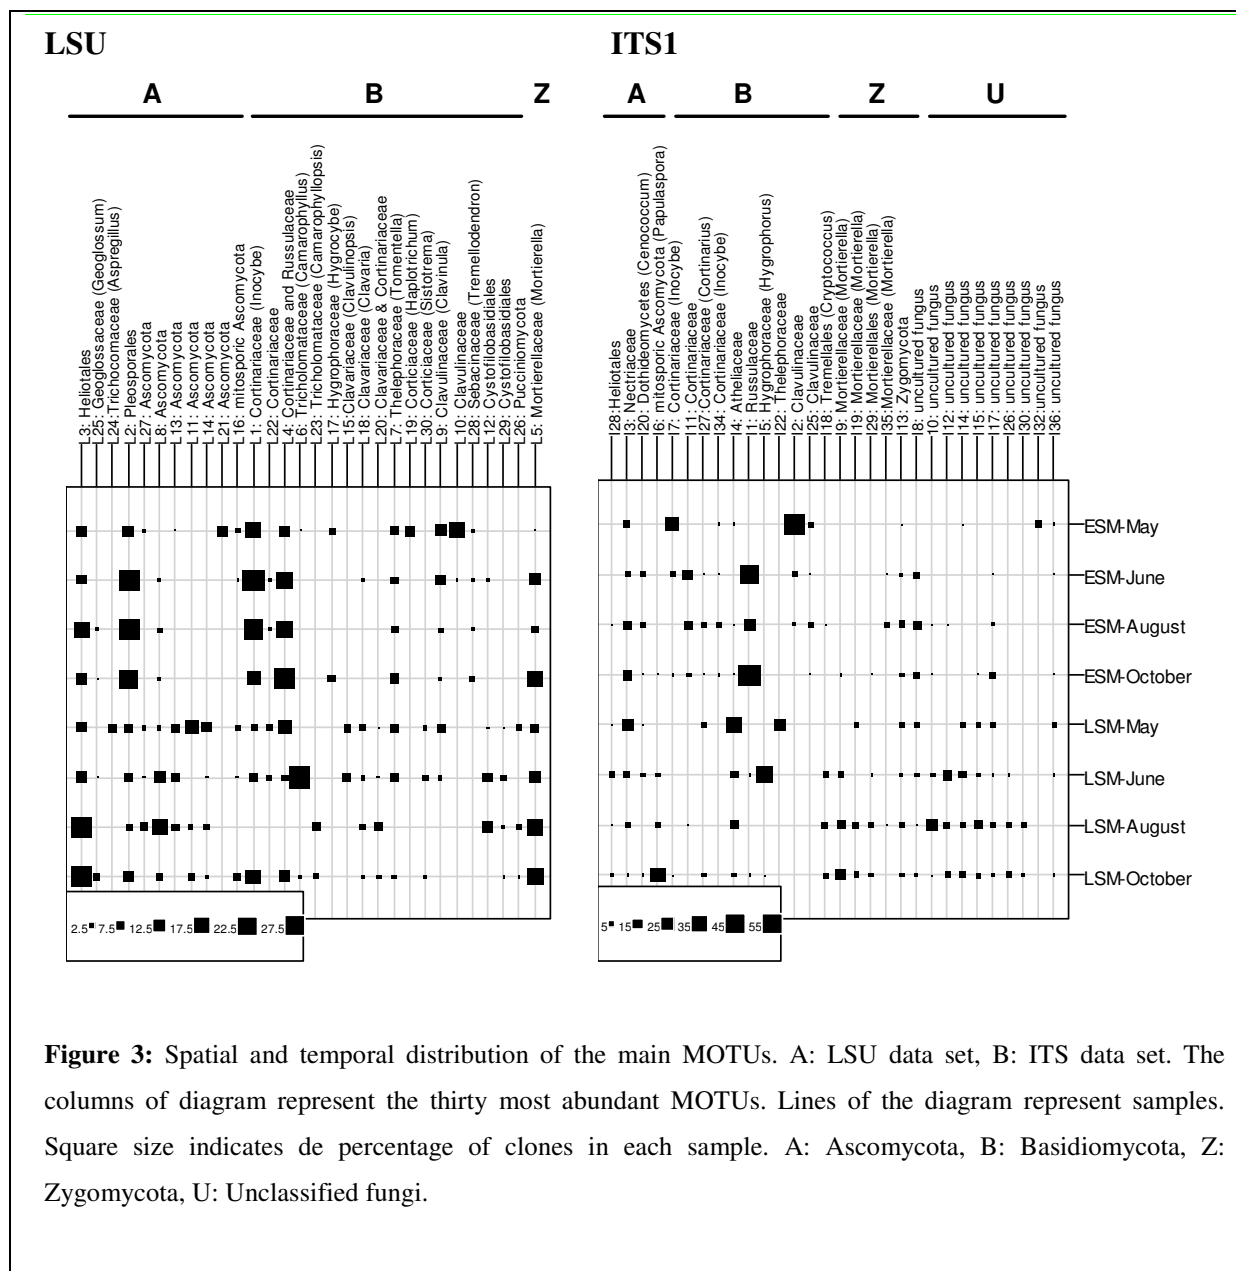 LSU
ITS1
A
B
Z
A
B
Z
U
L3: Heliotales
L25: Geoglossaceae (Geoglossum)
L24: Trichocomaceae (Aspregillus)
L2: Pleosporales
L27: Ascomycota
L8: Ascomycota
L13: Ascomycota
L11: Ascomycota
L14: Ascomycota
L21: Ascomycota
L16: mitosporic Ascomycota
L1: Cortinariaceae (Inocybe)
L22: Cortinariaceae
L4: Cortinariaceae and Russulaceae
L6: Tricholomataceae (Camarophyllus)
L23: Tricholomataceae (Camarophyllopsis)
L17: Hygrophoraceae (Hygrocybe)
L15:Clavariaceae (Clavulinopsis)
L18: Clavariaceae (Clavaria)
L20: Clavariaceae & Cortinariaceae
L7: Thelephoraceae (Tomentella)
L19: Corticiaceae (Haplotrichum)
L30: Corticiaceae (Sistotrema)
L9: Clavulinaceae (Clavinula)
L10: Clavulinaceae
L28: Sebacinaceae (Tremellodendron)
L12: Cystofilobasidiales
L29: Cystofilobasidiales
L26: Pucciniomycota
L5: Mortierellaceae (Mortierella)
I28: Heliotales
I3: Nectriaceae
I20: Dothideomycetes (Cenococcum)
I6: mitosporic Ascomycota (Papulaspora)
I7: Cortinariaceae (Inocybe)
I11: Cortinariaceae
I27:Cortinariaceae (Cortinarius)
I34: Cortinariaceae (Inocybe)
I4: Atheliaceae
I1: Russulaceae
I5: Hygrophoraceae (Hygrophorus)
I22: Thelephoraceae
I2: Clavulinaceae
I25: Clavulinaceae
I18: Tremellales (Cryptococcus)
I9: Mortierellaceae (Mortierella)
I19: Mortierellaceae (Mortierella)
I29: Mortierellales (Mortierella)
I35:Mortierellaceae (Mortierella)
I13: Zygomycota
I8: uncultured fungus
I10: uncultured fungus
I12: uncultured fungus
I14: uncultured fungus
I15: uncultured fungus
I17: uncultured fungus
I26: uncultured fungus
I30: uncultured fungus
I32: uncultured fungus
I36: uncultured fungus
ESM-May
ESM-June
ESM-August
ESM-October
LSM-May
LSM-June
LSM-August
LSM-October
2.5 7.5 12.5 17.5 22.5 27.5
5 15 25 35 45 55
Figure 3: Spatial and temporal distribution of the main MOTUs. A: LSU data set, B: ITS data set. The
columns of diagram represent the thirty most abundant MOTUs. Lines of the diagram represent samples.
Square size indicates de percentage of clones in each sample. A: Ascomycota, B: Basidiomycota, Z:
Zygomycota, U: Unclassified fungi.